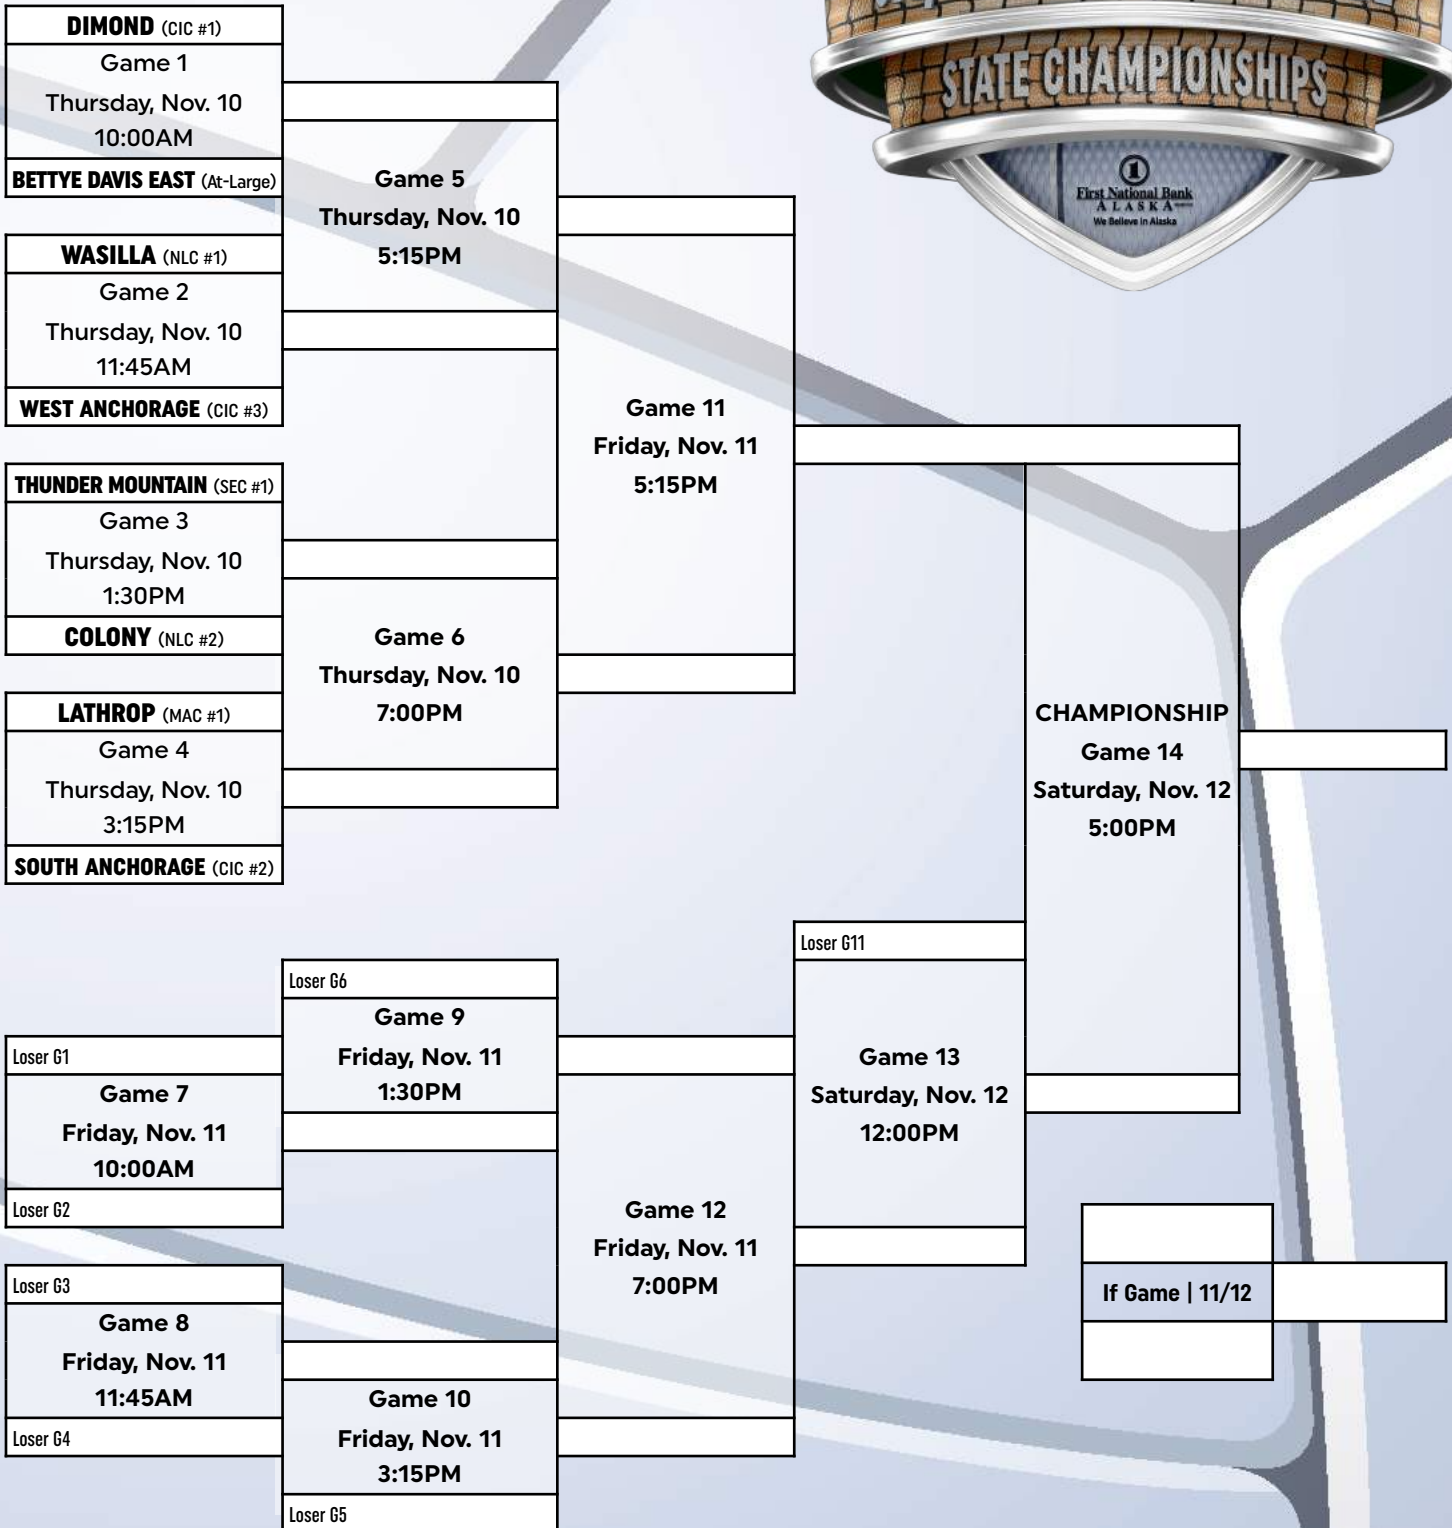 STATE CHAMPIONSHIPS
1
First National Bank
ALASKA
We Believe in Alaska
DIMOND (CIC #1)
Game 1
Thursday, Nov. 10
10:00AM
BETTYE DAVIS EAST (At-Large)
WASILLA (NLC #1)
Game 2
Thursday, Nov. 10
11:45AM
WEST ANCHORAGE (CIC #3)
THUNDER MOUNTAIN (SEC #1)
Game 3
Thursday, Nov. 10
1:30PM
COLONY (NLC #2)
LATHROP (MAC #1)
Game 4
Thursday, Nov. 10
3:15PM
SOUTH ANCHORAGE (CIC #2)
Game 5
Thursday, Nov. 10
5:15PM
Game 6
Thursday, Nov. 10
7:00PM
Game 11
Friday, Nov. 11
5:15PM
CHAMPIONSHIP
Game 14
Saturday, Nov. 12
5:00PM
Loser G1
Game 7
Friday, Nov. 11
10:00AM
Loser G2
Loser G3
Game 8
Friday, Nov. 11
11:45AM
Loser G4
Loser G6
Game 9
Friday, Nov. 11
1:30PM
Game 10
Friday, Nov. 11
3:15PM
Loser G5
Game 12
Friday, Nov. 11
7:00PM
Loser G11
Game 13
Saturday, Nov. 12
12:00PM
If Game | 11/12